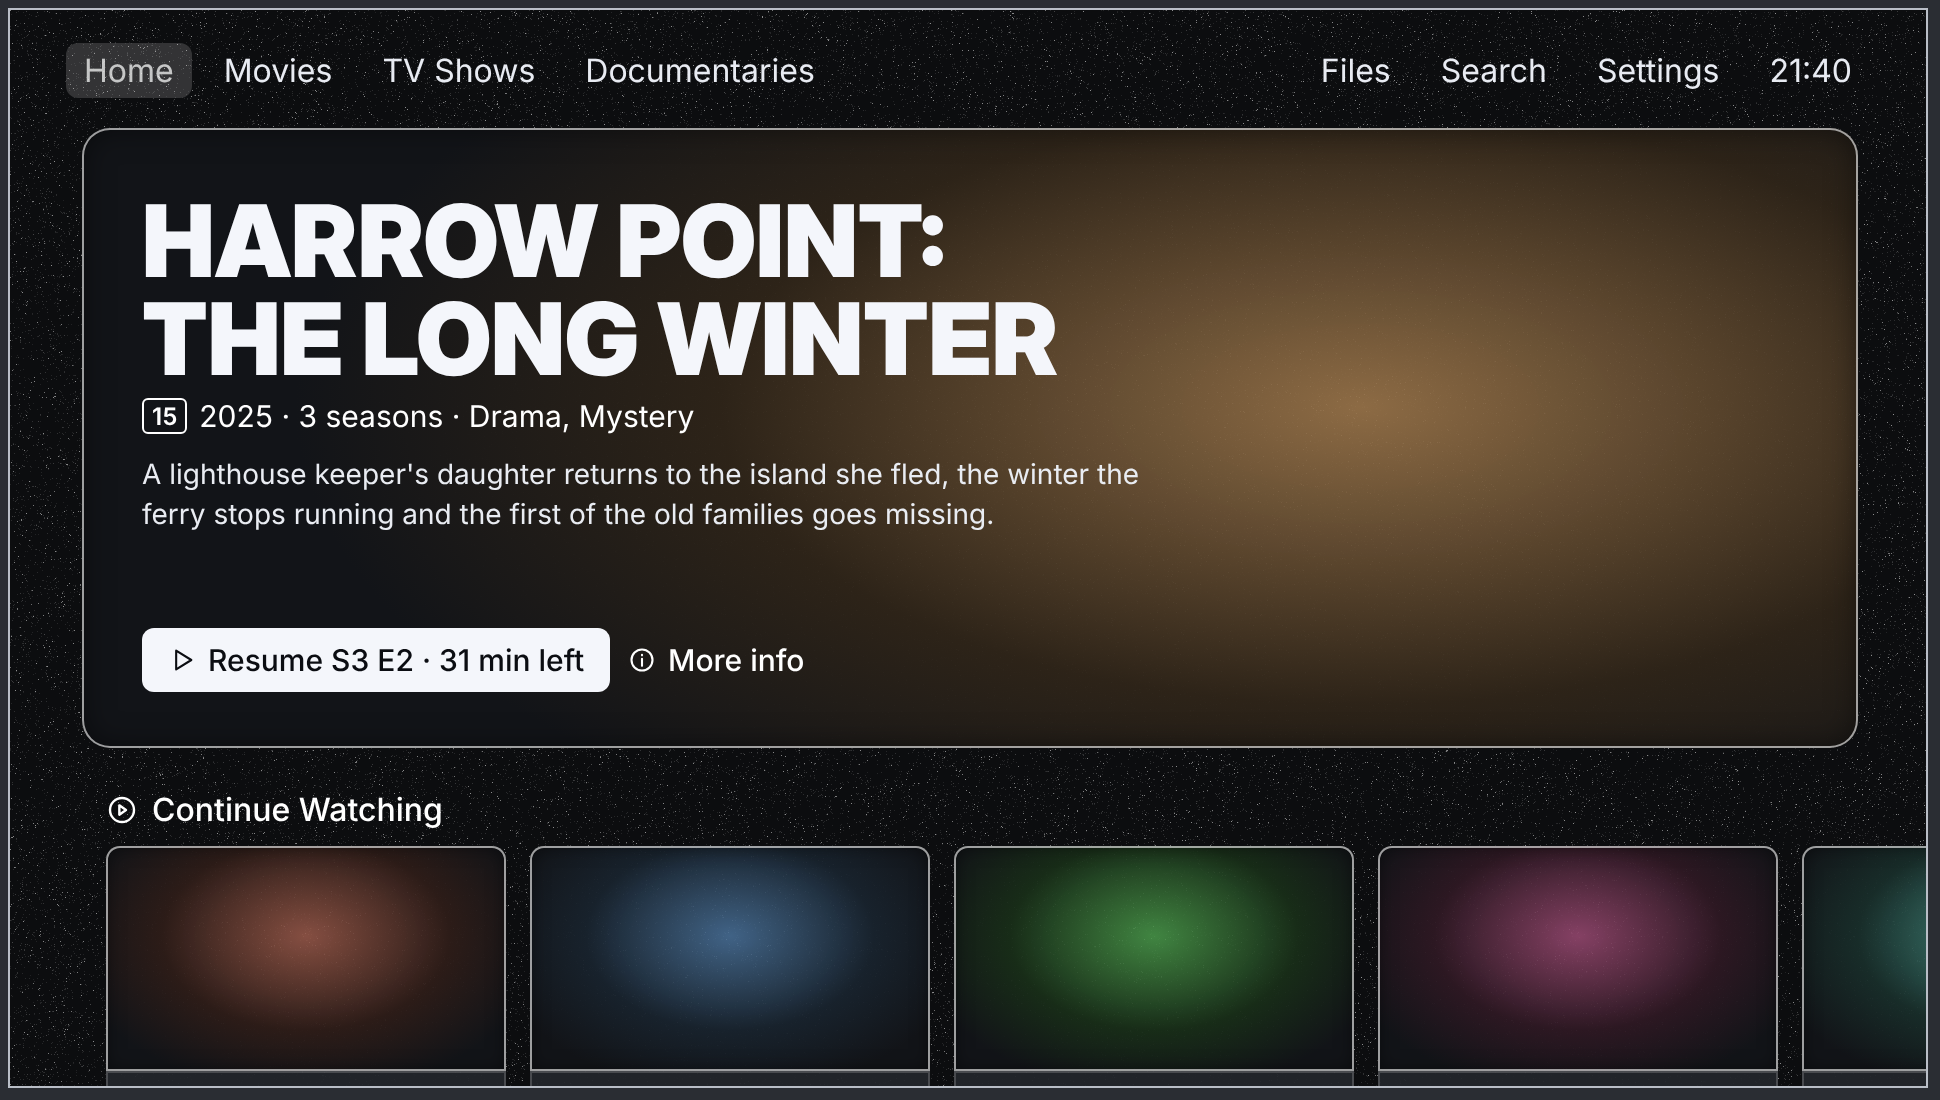 Home Movies TV Shows Documentaries Files Search Settings 21:40
HARROW POINT:
THE LONG WINTER
15 2025 · 3 seasons · Drama, Mystery
A lighthouse keeper's daughter returns to the island she fled, the winter the
ferry stops running and the first of the old families goes missing.
Resume S3 E2 · 31 min left More info
Continue Watching